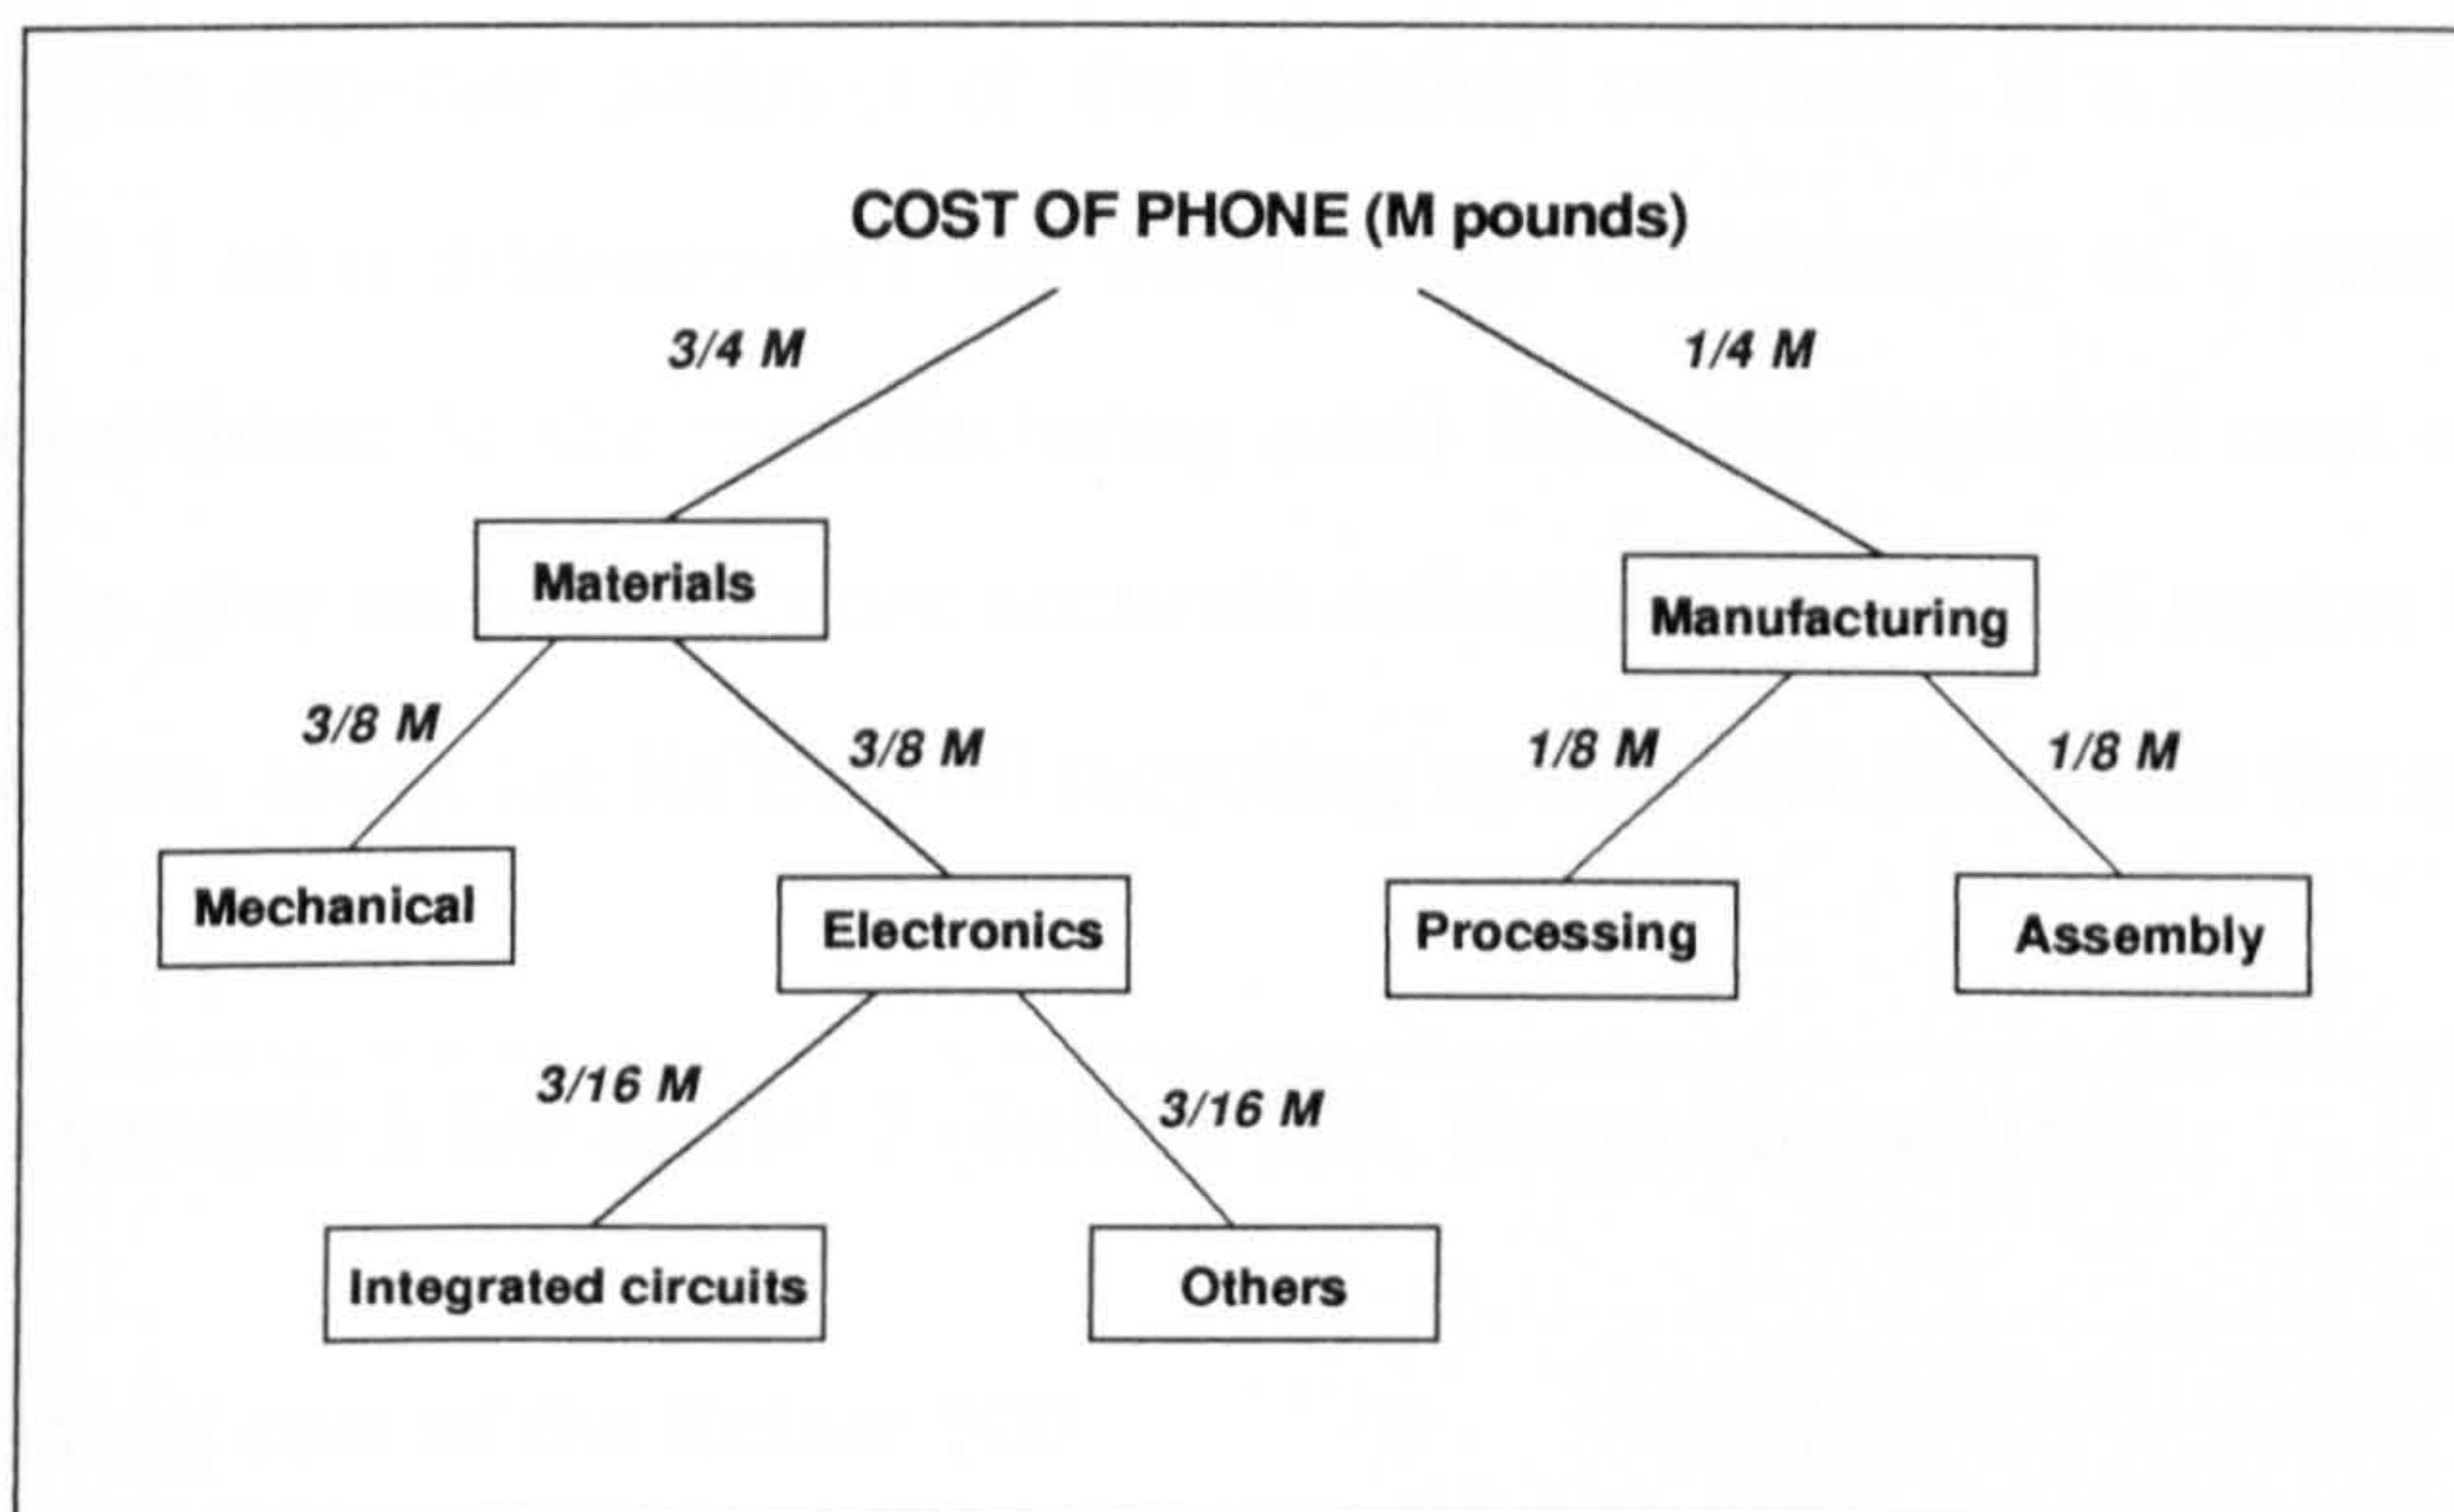 COST OF PHONE (M pounds)
3/4 M
1/4 M
Materials
Manufacturing
3/8 M
3/8 M
1/8 M
1/8 M
Mechanical
Electronics
Processing
Assembly
3/16 M
3/16 M
Integrated circuits
Others